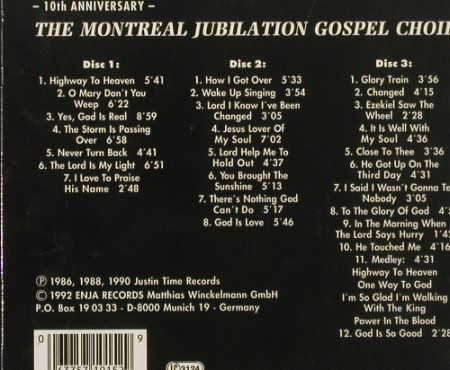 – 10th ANNIVERSARY –
THE MONTREAL JUBILATION GOSPEL CHOI
Disc 1:
1. Highway To Heaven 5'41
2. O Mary Don't You
Weep 6'22
3. Yes, God Is Real 8'59
4. The Storm Is Passing
Over 6'58
5. Never Turn Back 4'41
6. The Lord Is My Light 6'51
7. I Love To Praise
His Name 2'48
Disc 2:
1. How I Got Over 5'33
2. Wake Up Singing 3'54
3. Lord I Know I've Been
Changed 3'05
4. Jesus Lover Of
My Soul 7'02
5. Lord Help Me To
Hold Out 4'37
6. You Brought The
Sunshine 5'13
7. There's Nothing God
Can't Do 5'17
8. God Is Love 5'46
Disc 3:
1. Glory Train 3'56
2. Changed 4'15
3. Ezekiel Saw The
Wheel 2'28
4. It Is Well With
My Soul 4'36
5. Close To Thee 3'36
6. He Got Up On The
Third Day 4'31
7. I Said I Wasn't Gonna Te
Nobody 3'05
8. To The Glory Of God 4'5
9. In The Morning When
The Lord Says Hurry 1'42
10. He Touched Me 4'16
11. Medley:
Highway To Heaven
One Way To God
I'm So Glad I'm Walking
With The King
Power In The Blood
12. God Is So Good
℗ 1986, 1988, 1990 Justin Time Records
© 1992 ENJA RECORDS Matthias Winckelmann GmbH
P.O. Box 19 03 33 - D-8000 Munich 19 - Germany
0 9
LC 3126